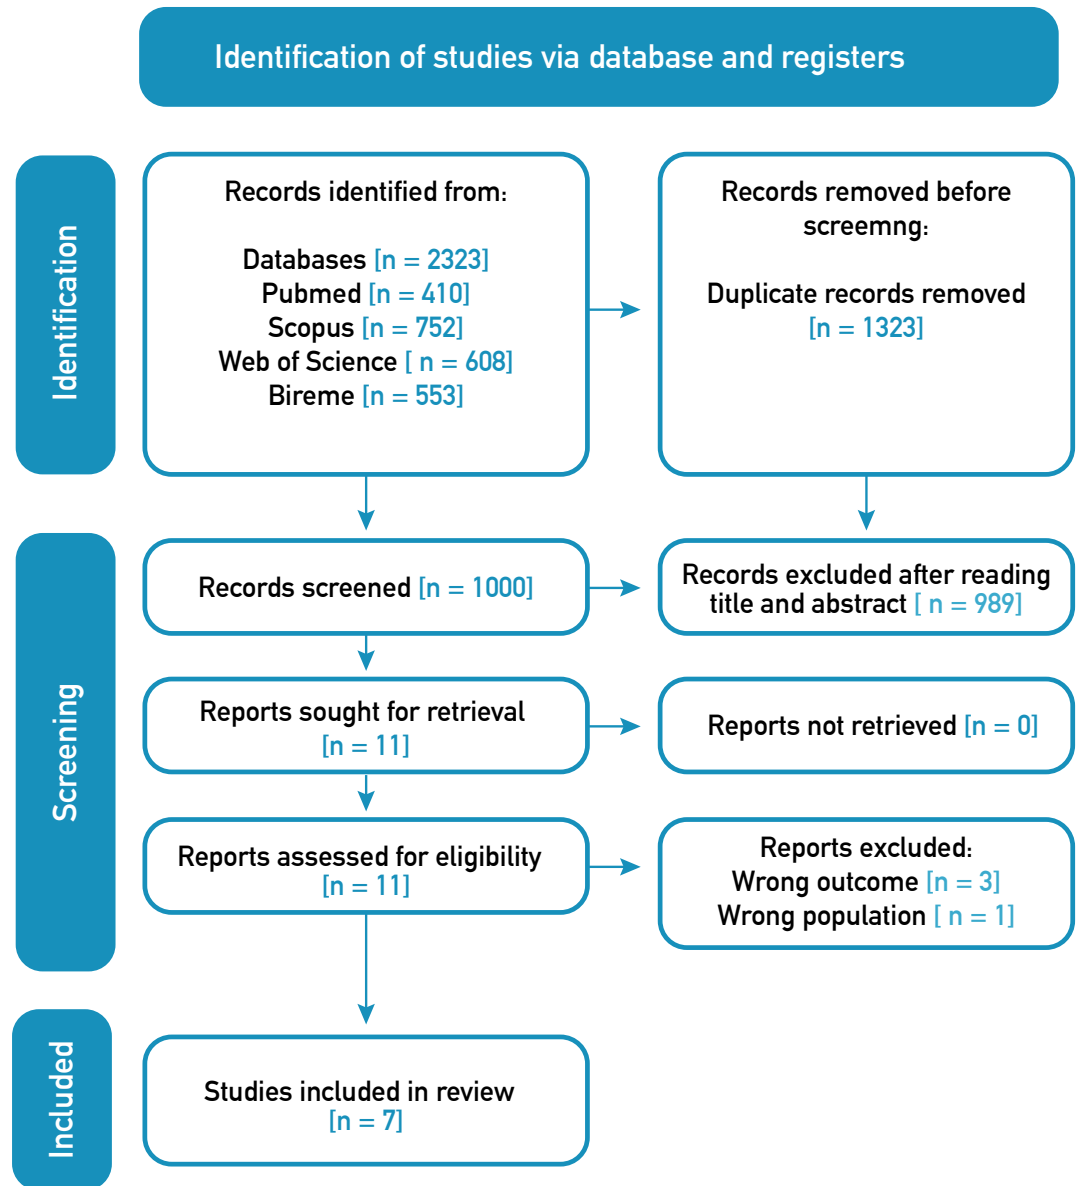 Identification of studies via database and registers
Identification
Records identified from:
Databases [n = 2323]
Pubmed [n = 410]
Scopus [n = 752]
Web of Science [ n = 608]
Bireme [n = 553]
Records removed before
screemng:
Duplicate records removed
[n = 1323]
Screening
Records screened [n = 1000]
Records excluded after reading
title and abstract [ n = 989]
Reports sought for retrieval
[n = 11]
Reports not retrieved [n = 0]
Reports assessed for eligibility
[n = 11]
Reports excluded:
Wrong outcome [n = 3]
Wrong population [ n = 1]
Included
Studies included in review
[n = 7]